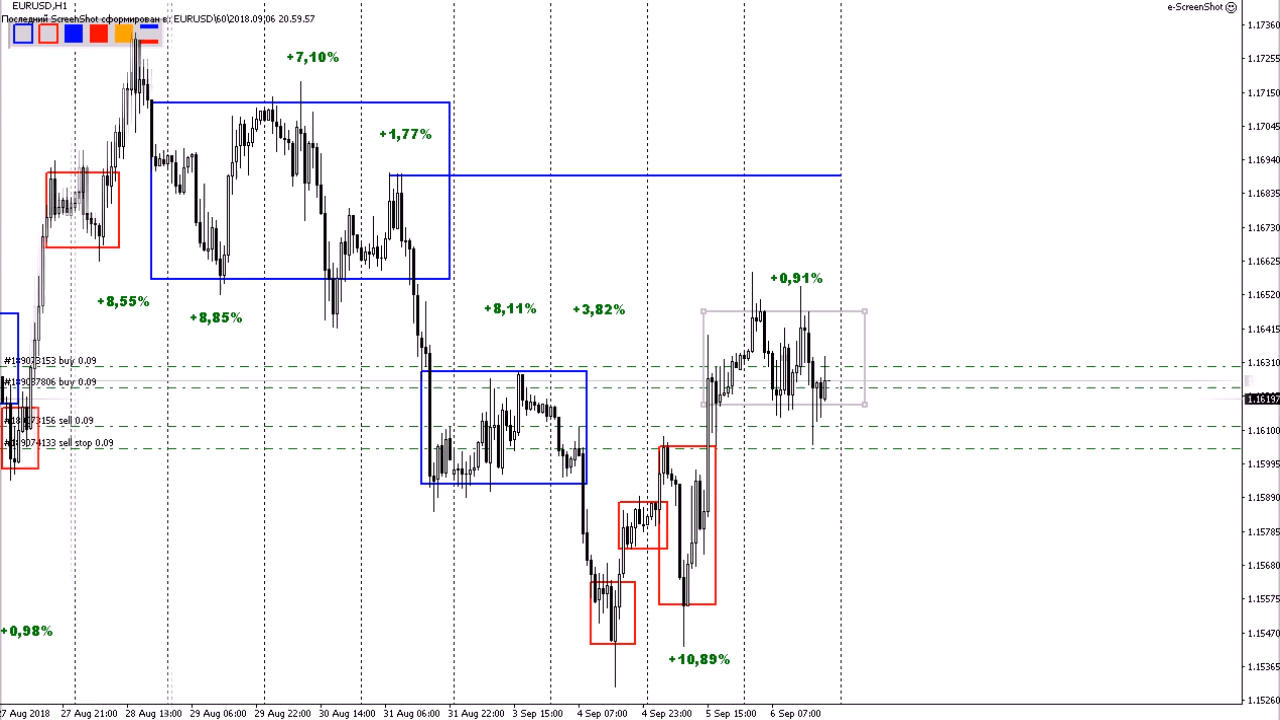 EURUSD,H1
e-ScreenShot
Последний ScreehShot сформирован в: EURUSD\60\2018.09.06 20.59.57
1.17360
1.17255
+7,10%
1.17150
1.17045
+1,77%
1.16940
1.16835
1.16730
1.16625
+0,91%
1.16520
+8,55%
+8,85%
+8,11%
+3,82%
1.16415
#189073153 buy 0.09
1.16310
buy 0.09
1.16197
sell 0.09
1.16100
#189074133 sell stop 0.09
1.15995
1.15890
1.15785
1.15680
1.15575
+0,98%
1.15470
+10,89%
1.15365
1.15260
27 Aug 2018
27 Aug 21:00
28 Aug 13:00
29 Aug 06:00
29 Aug 22:00
30 Aug 14:00
31 Aug 06:00
31 Aug 22:00
3 Sep 15:00
4 Sep 07:00
4 Sep 23:00
5 Sep 15:00
6 Sep 07:00